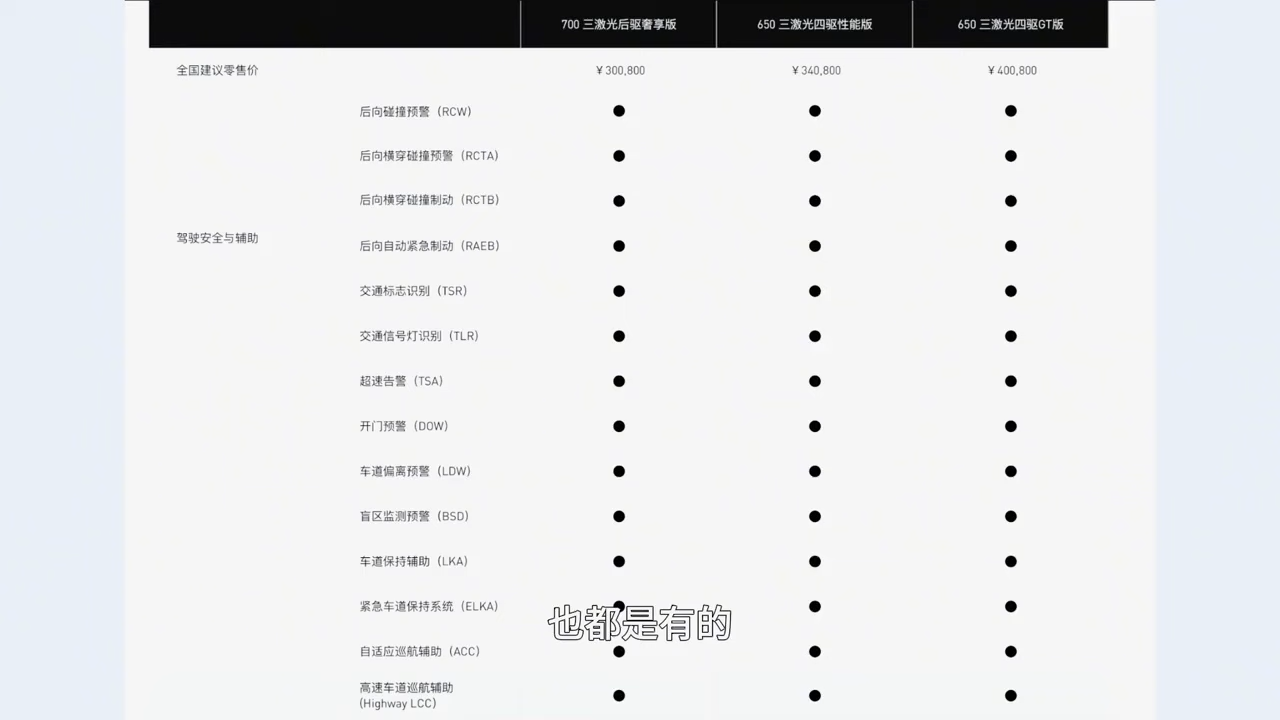 700 三激光后驱奢享版 650 三激光四驱性能版 650 三激光四驱GT版
全国建议零售价 ¥300,800 ¥340,800 ¥400,800
后向碰撞预警（RCW） ● ● ●
后向横穿碰撞预警（RCTA） ● ● ●
后向横穿碰撞制动（RCTB） ● ● ●
驾驶安全与辅助
后向自动紧急制动（RAEB） ● ● ●
交通标志识别（TSR） ● ● ●
交通信号灯识别（TLR） ● ● ●
超速告警（TSA） ● ● ●
开门预警（DOW） ● ● ●
车道偏离预警（LDW） ● ● ●
盲区监测预警（BSD） ● ● ●
车道保持辅助（LKA） ● ● ●
紧急车道保持系统（ELKA） ● ● ●
也都是有的
自适应巡航辅助（ACC） ● ● ●
高速车道巡航辅助
(Highway LCC) ● ● ●